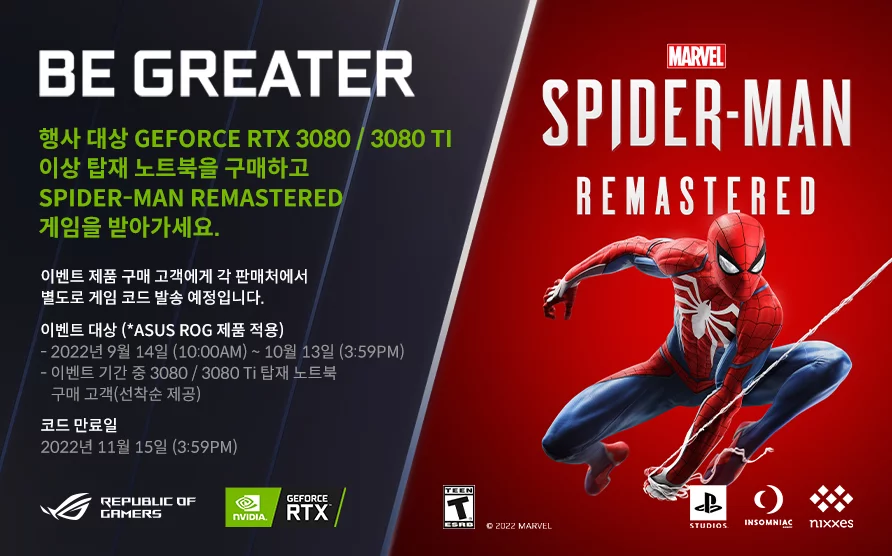 BE GREATER
행사 대상 GEFORCE RTX 3080 / 3080 TI
이상 탑재 노트북을 구매하고
SPIDER-MAN REMASTERED
게임을 받아가세요.
이벤트 제품 구매 고객에게 각 판매처에서
별도로 게임 코드 발송 예정입니다.
이벤트 대상 (*ASUS ROG 제품 적용)
- 2022년 9월 14일 (10:00AM) ~ 10월 13일 (3:59PM)
- 이벤트 기간 중 3080 / 3080 Ti 탑재 노트북
구매 고객(선착순 제공)
코드 만료일
2022년 11월 15일 (3:59PM)
REPUBLIC OF
GAMERS
NVIDIA.
GEFORCE
RTX
MARVEL
SPIDER-MAN
REMASTERED
TEEN
T
ESRB
© 2022 MARVEL
STUDIOS
INSOMNIAC
nixxes